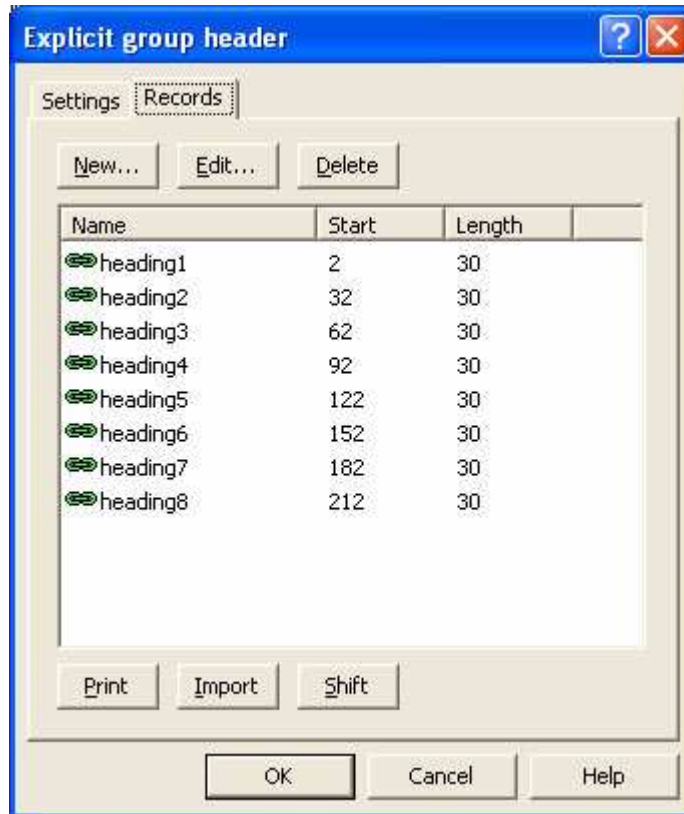 Explicit group header
Settings Records
New... Edit... Delete
Name Start Length
heading1 2 30
heading2 32 30
heading3 62 30
heading4 92 30
heading5 122 30
heading6 152 30
heading7 182 30
heading8 212 30
Print Import Shift
OK Cancel Help